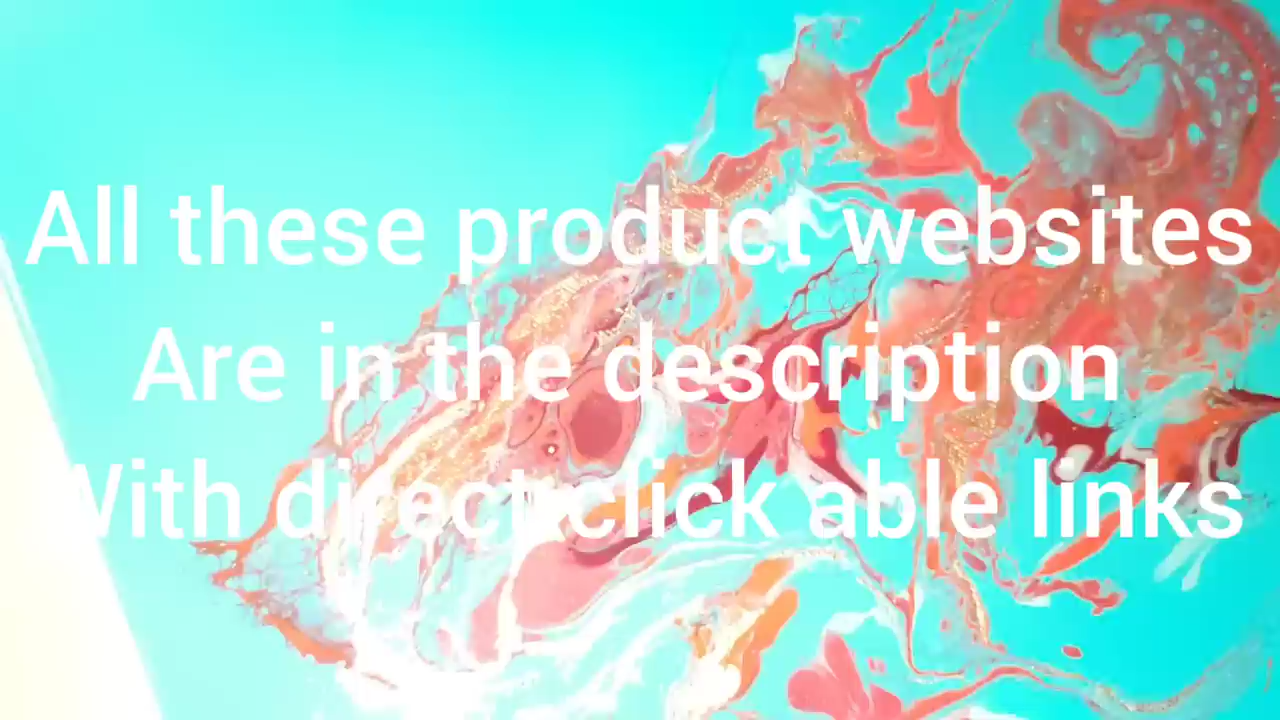 All these product websites
Are in the description
With direct click able links